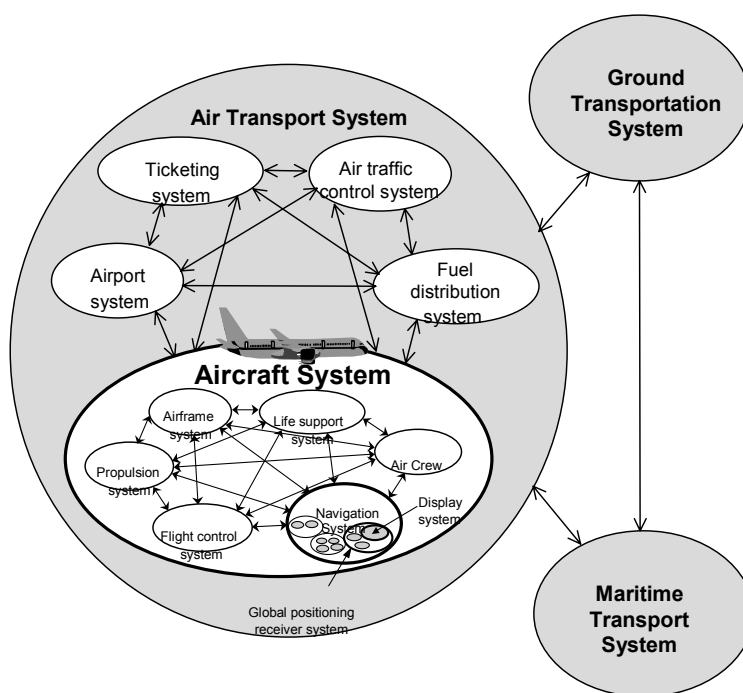 Ground
Transportation
System
Air Transport System
Ticketing
system
Air traffic
control system
Airport
system
Fuel
distribution
system
Aircraft System
Airframe
system
Life support
system
Propulsion
system
Air Crew
Flight control
system
Navigation
System
Display
system
Global positioning
receiver system
Maritime
Transport
System